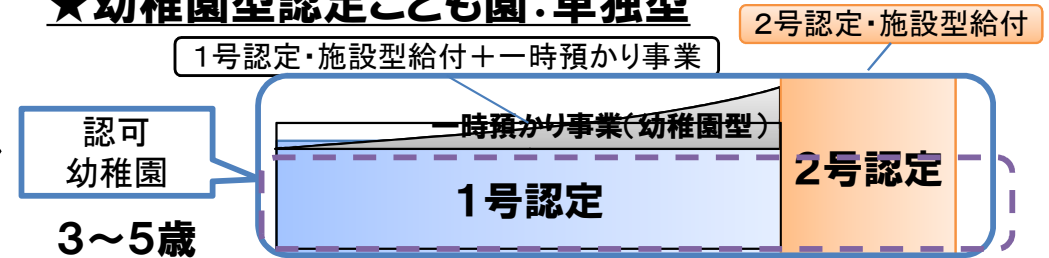 ★幼稚園型認定こども園:単独型
2号認定・施設型給付
1号認定・施設型給付+一時預かり事業
認可
幼稚園
一時預かり事業(幼稚園型)
1号認定
2号認定
3~5歳